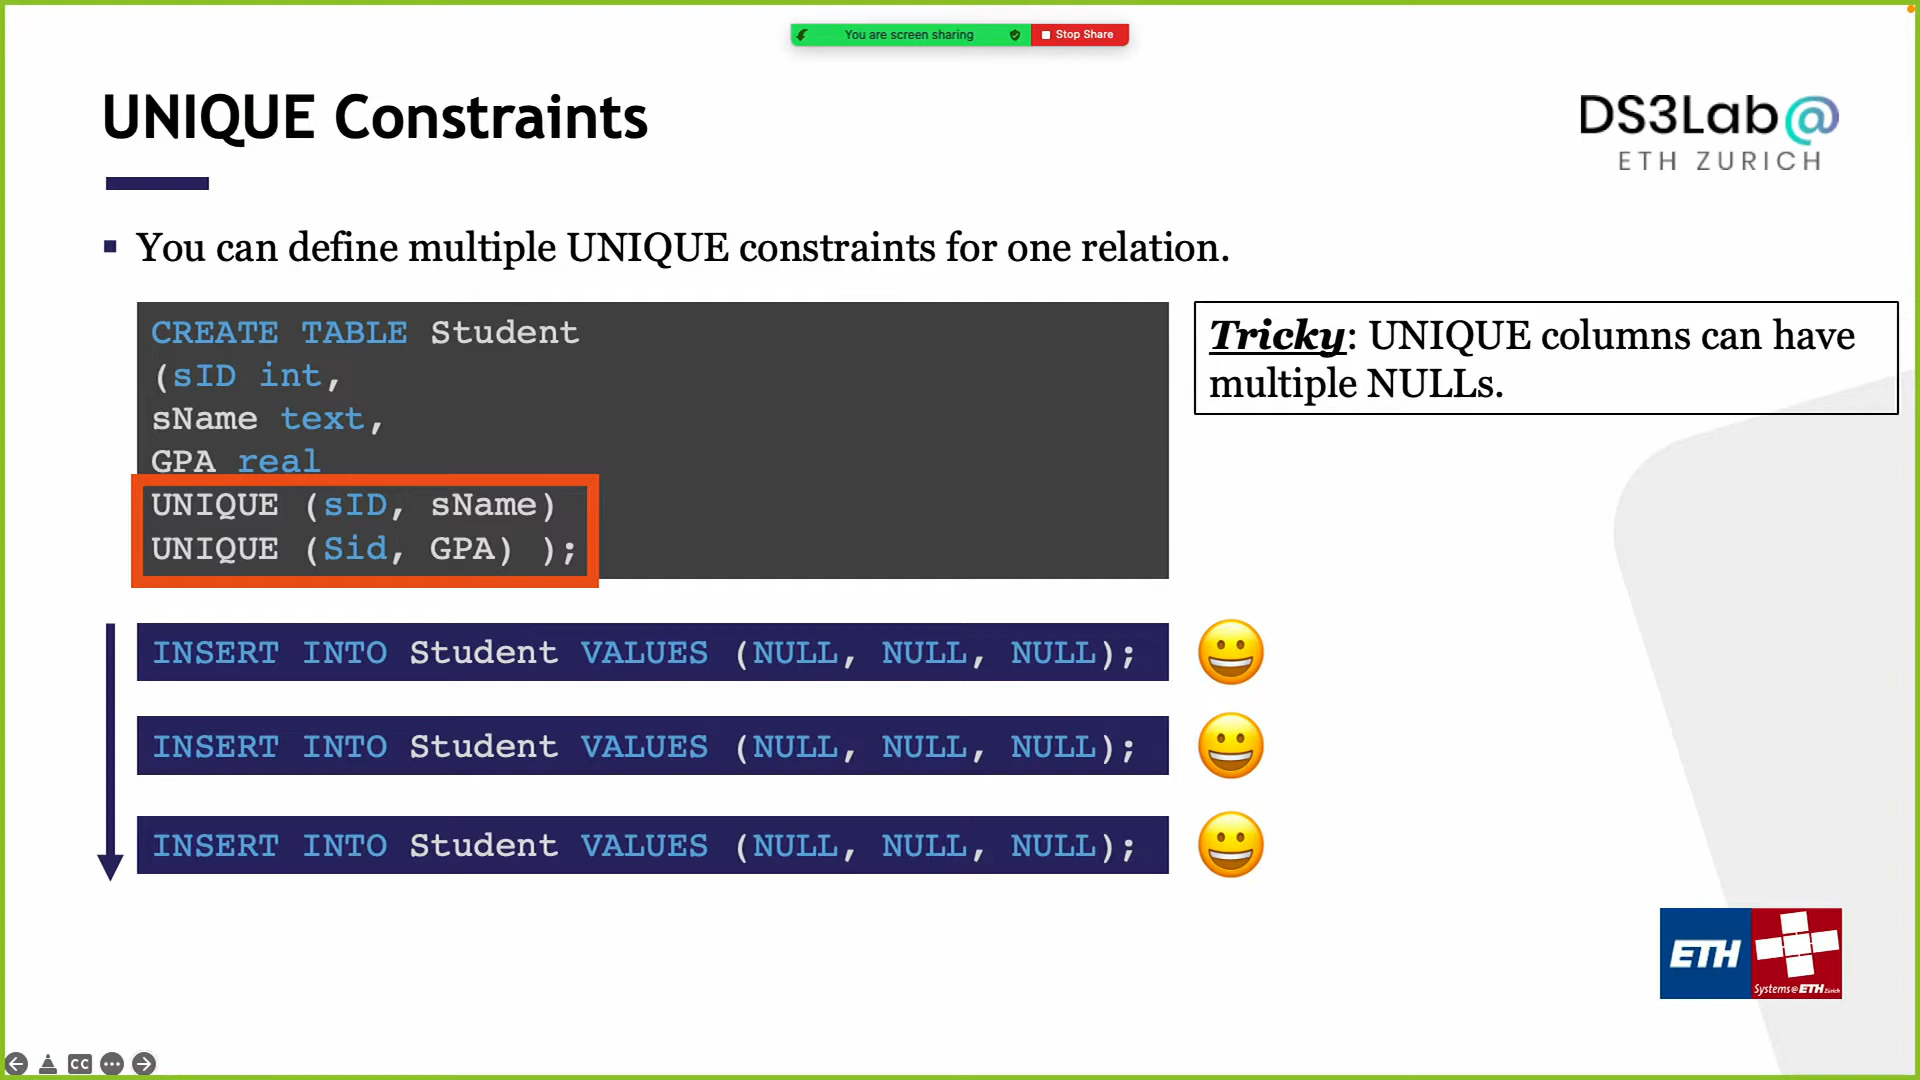 You are screen sharing
Stop Share
UNIQUE Constraints
DS3Lab@
ETH ZURICH
▪ You can define multiple UNIQUE constraints for one relation.
CREATE TABLE Student
(sID int,
sName text,
GPA real
UNIQUE (sID, sName)
UNIQUE (Sid, GPA) );
Tricky: UNIQUE columns can have
multiple NULLs.
INSERT INTO Student VALUES (NULL, NULL, NULL);
INSERT INTO Student VALUES (NULL, NULL, NULL);
INSERT INTO Student VALUES (NULL, NULL, NULL);
ETH
Systems@ETH Zürich
CC